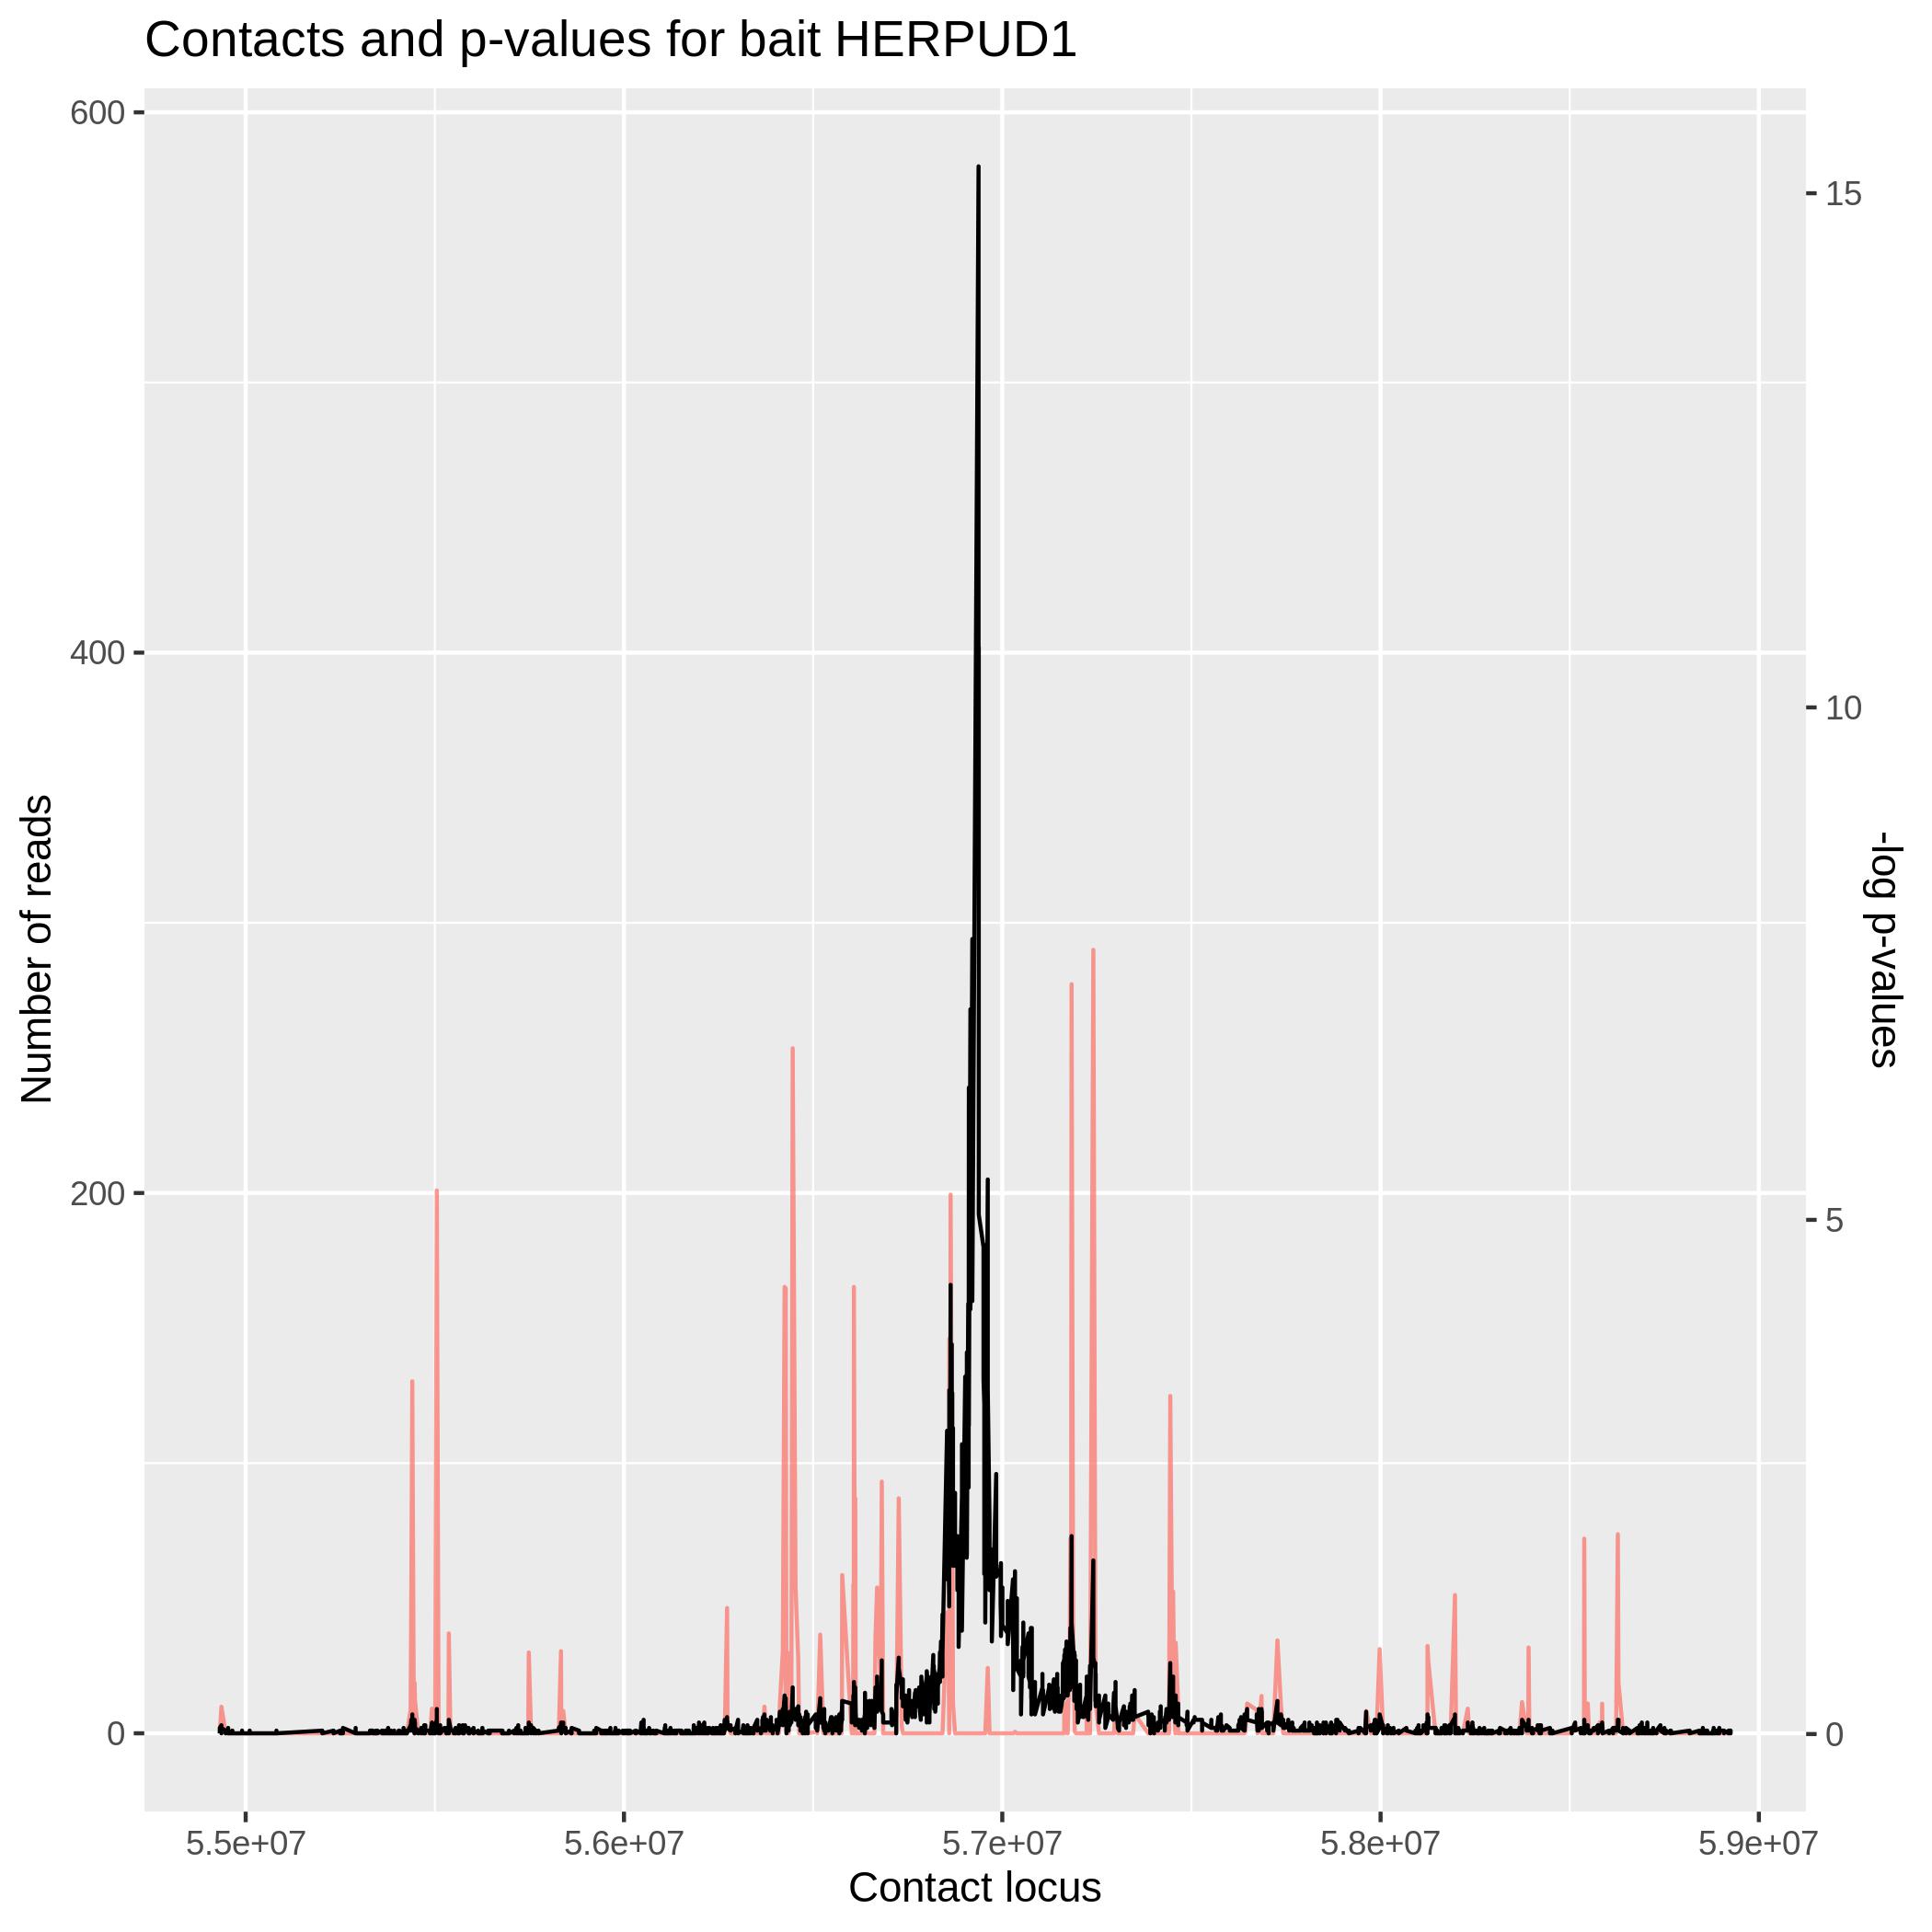 Contacts and p-values for bait HERPUD1
600
400
200
0
Number of reads
15
10
5
0
-log p-values
5.5e+07
5.6e+07
5.7e+07
5.8e+07
5.9e+07
Contact locus